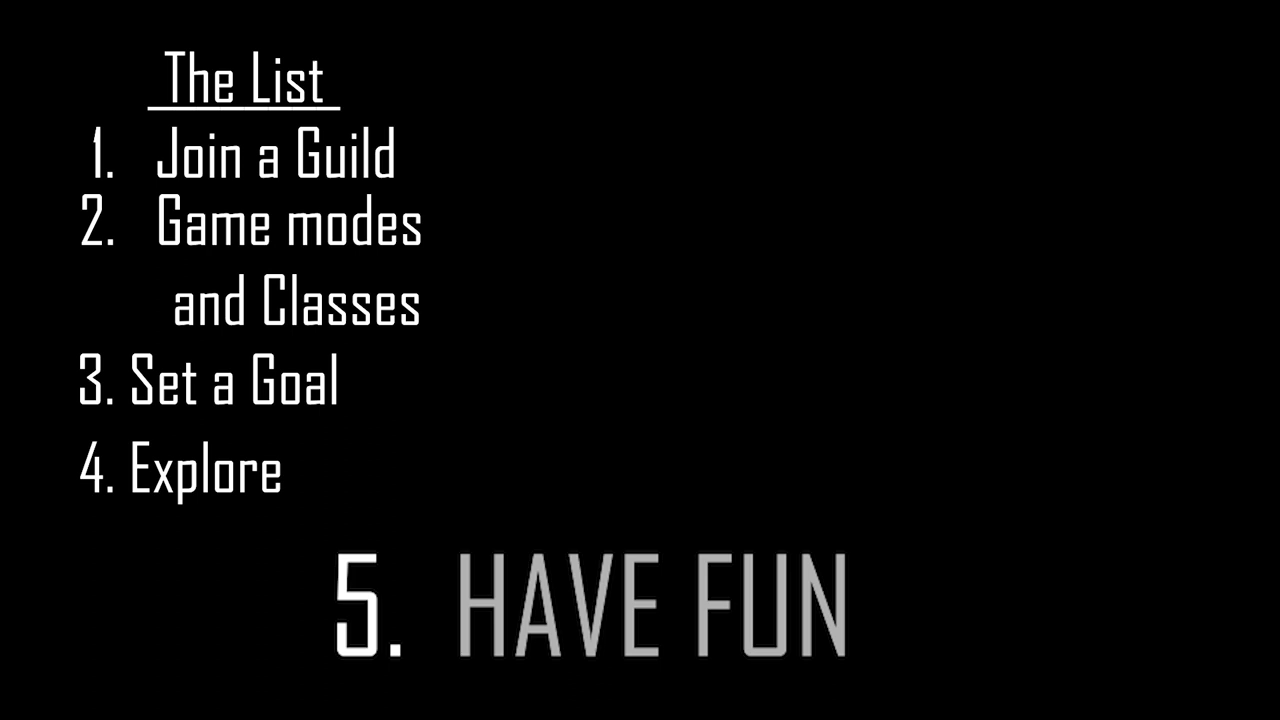 The List
1. Join a Guild
2. Game modes
and Classes
3. Set a Goal
4. Explore
5. HAVE FUN